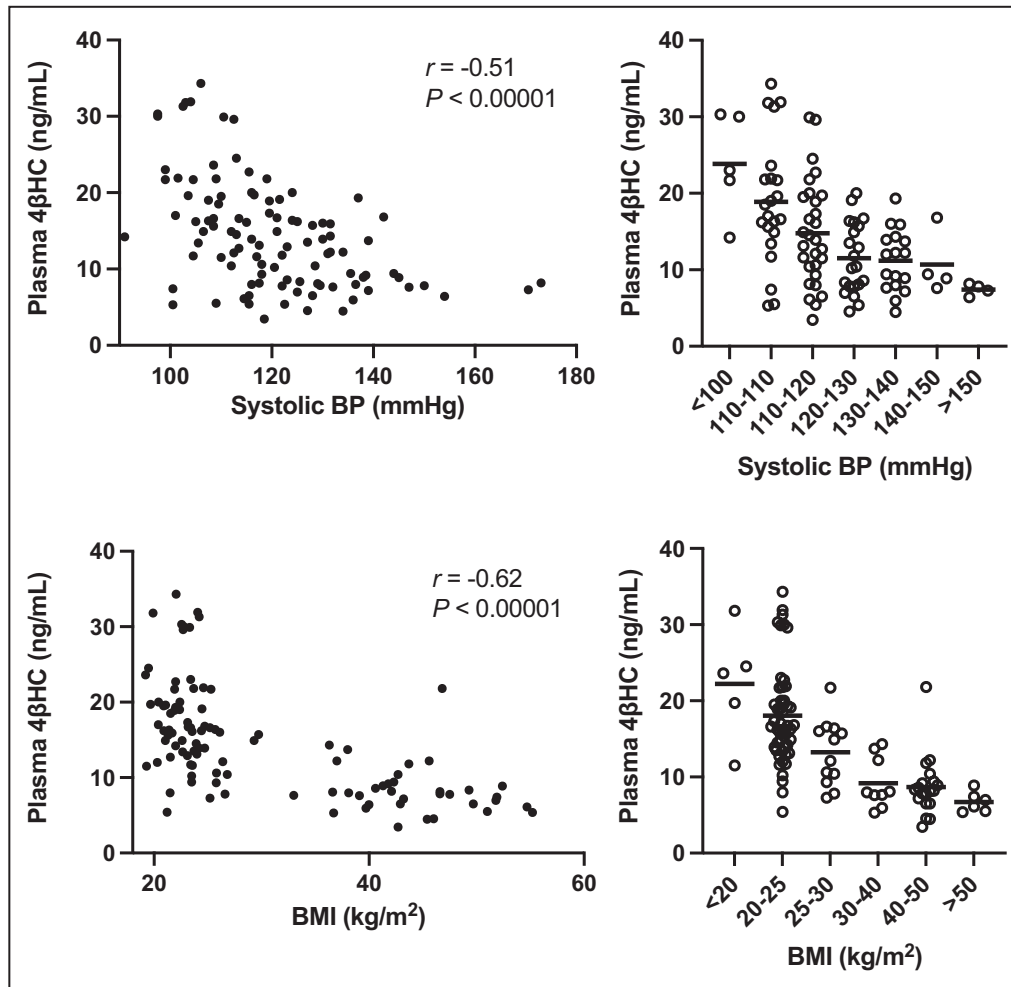 40
30
20
10
0
Plasma 4βHC (ng/mL)
r = -0.51
P < 0.00001
100 120 140 160 180
Systolic BP (mmHg)
40
30
20
10
0
Plasma 4βHC (ng/mL)
<100 110-110 110-120 120-130 130-140 140-150 >150
Systolic BP (mmHg)
40
30
20
10
0
Plasma 4βHC (ng/mL)
r = -0.62
P < 0.00001
20 40 60
BMI (kg/m²)
40
30
20
10
0
Plasma 4βHC (ng/mL)
<20 20-25 25-30 30-40 40-50 >50
BMI (kg/m²)